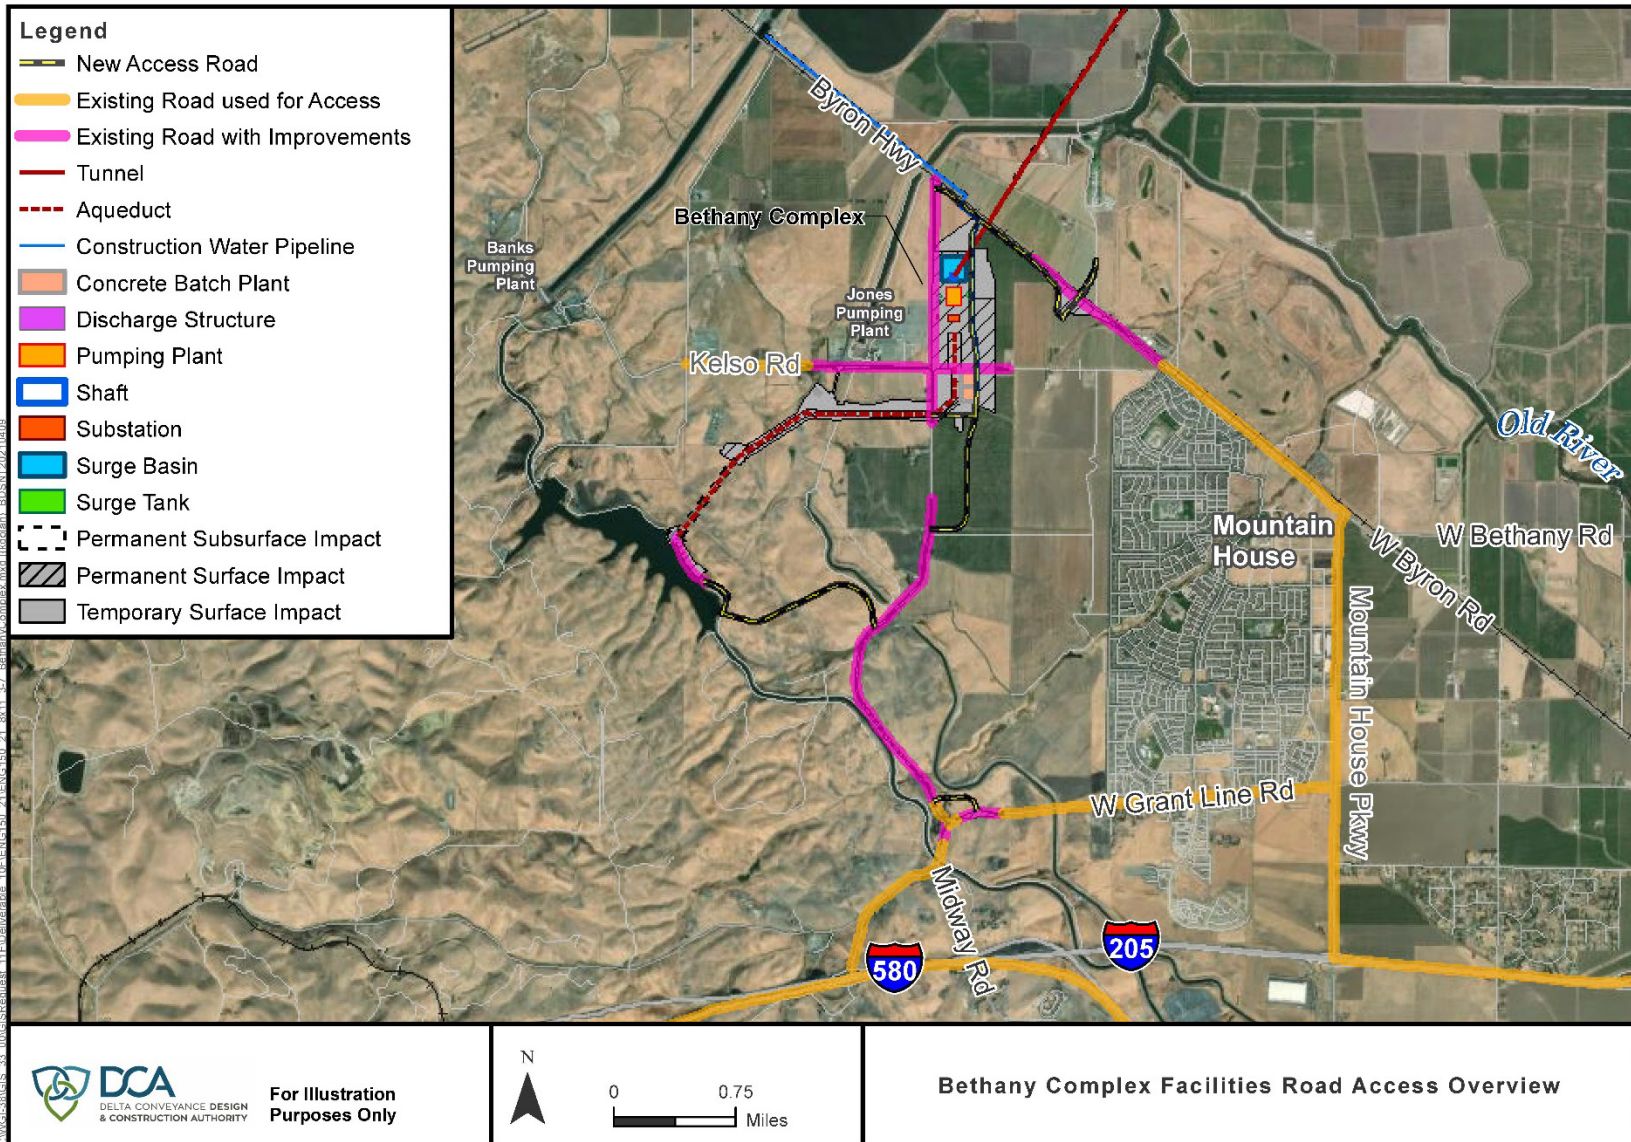 Legend
New Access Road
Existing Road used for Access
Existing Road with Improvements
Tunnel
Aqueduct
Construction Water Pipeline
Concrete Batch Plant
Discharge Structure
Pumping Plant
Shaft
Substation
Surge Basin
Surge Tank
Permanent Subsurface Impact
Permanent Surface Impact
Temporary Surface Impact
Byron Hwy
Bethany Complex
Banks
Pumping
Plant
Jones
Pumping
Plant
Kelso Rd
Old River
Mountain
House
W Bethany Rd
W Byron Rd
Mountain House Pkwy
W Grant Line Rd
Midway Rd
580
205
DCA
DELTA CONVEYANCE DESIGN
& CONSTRUCTION AUTHORITY
For Illustration
Purposes Only
N
0 0.75
Miles
Bethany Complex Facilities Road Access Overview